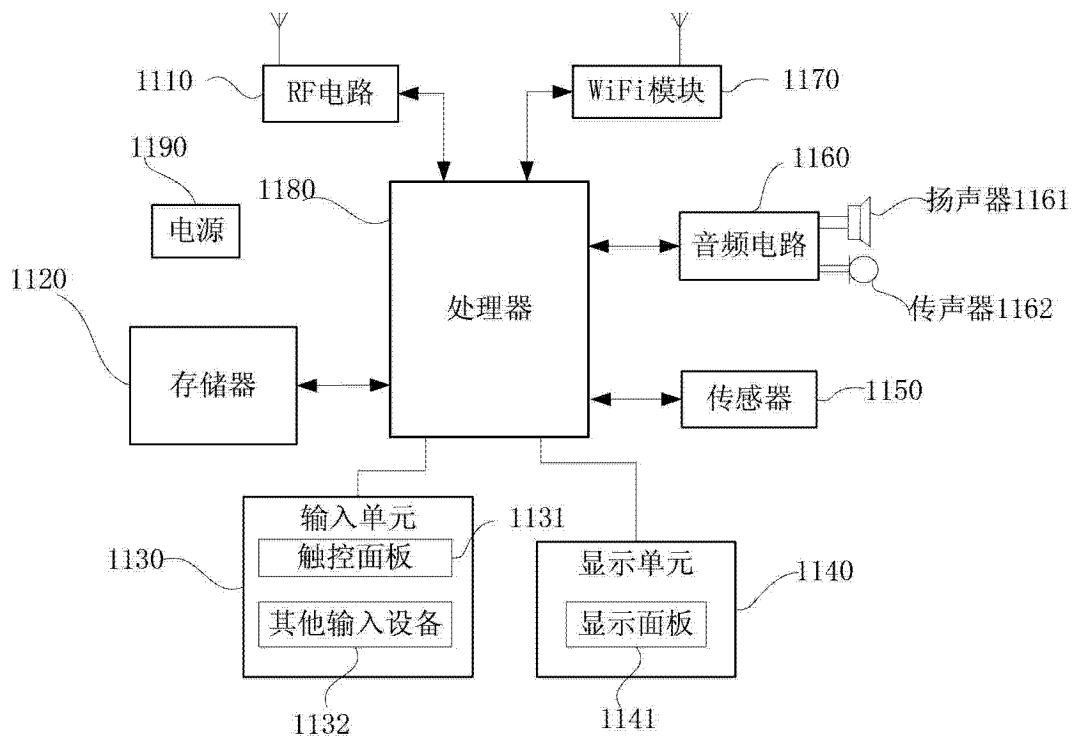 1110
RF电路
WiFi模块
1170
1190
电源
1180
1160
音频电路
扬声器1161
传声器1162
1120
存储器
处理器
传感器
1150
输入单元
1131
触控面板
1130
其他输入设备
1132
显示单元
1140
显示面板
1141